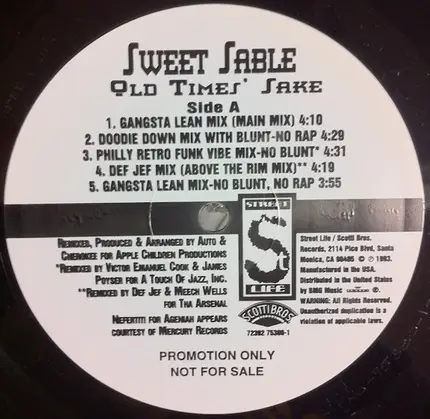 SWEET SABLE
OLD TIMES' SAKE
Side A
1. GANGSTA LEAN MIX (MAIN MIX) 4:10
2. DOODIE DOWN MIX WITH BLUNT-NO RAP 4:29
3. PHILLY RETRO FUNK VIBE MIX-NO BLUNT* 4:31
4. DEF JEF MIX (ABOVE THE RIM MIX)** 4:19
5. GANGSTA LEAN MIX-NO BLUNT, NO RAP 3:55
REMIXED, PRODUCED & ARRANGED BY AUTO &
CHEROKEE FOR APPLE CHILDREN PRODUCTIONS
*REMIXED BY VICTOR EMANUEL COOK & JAMES
POYSER FOR A TOUCH OF JAZZ, INC.
**REMIXED BY DEF JEF & MEECH WELLS
FOR THA ARSENAL
NEFERTITI FOR AGEMIAH APPEARS
COURTESY OF MERCURY RECORDS
STREET
S
LIFE
SCOTTI BROS
72392 75380-1
Street Life / Scotti Bros.
Records, 2114 Pico Blvd, Santa
Monica, CA 90405 © ℗ 1993.
Manufactured in the USA.
Distributed in the United States
by BMG Music
WARNING: All Rights Reserved.
Unauthorized duplication is a
violation of applicable laws.
PROMOTION ONLY
NOT FOR SALE